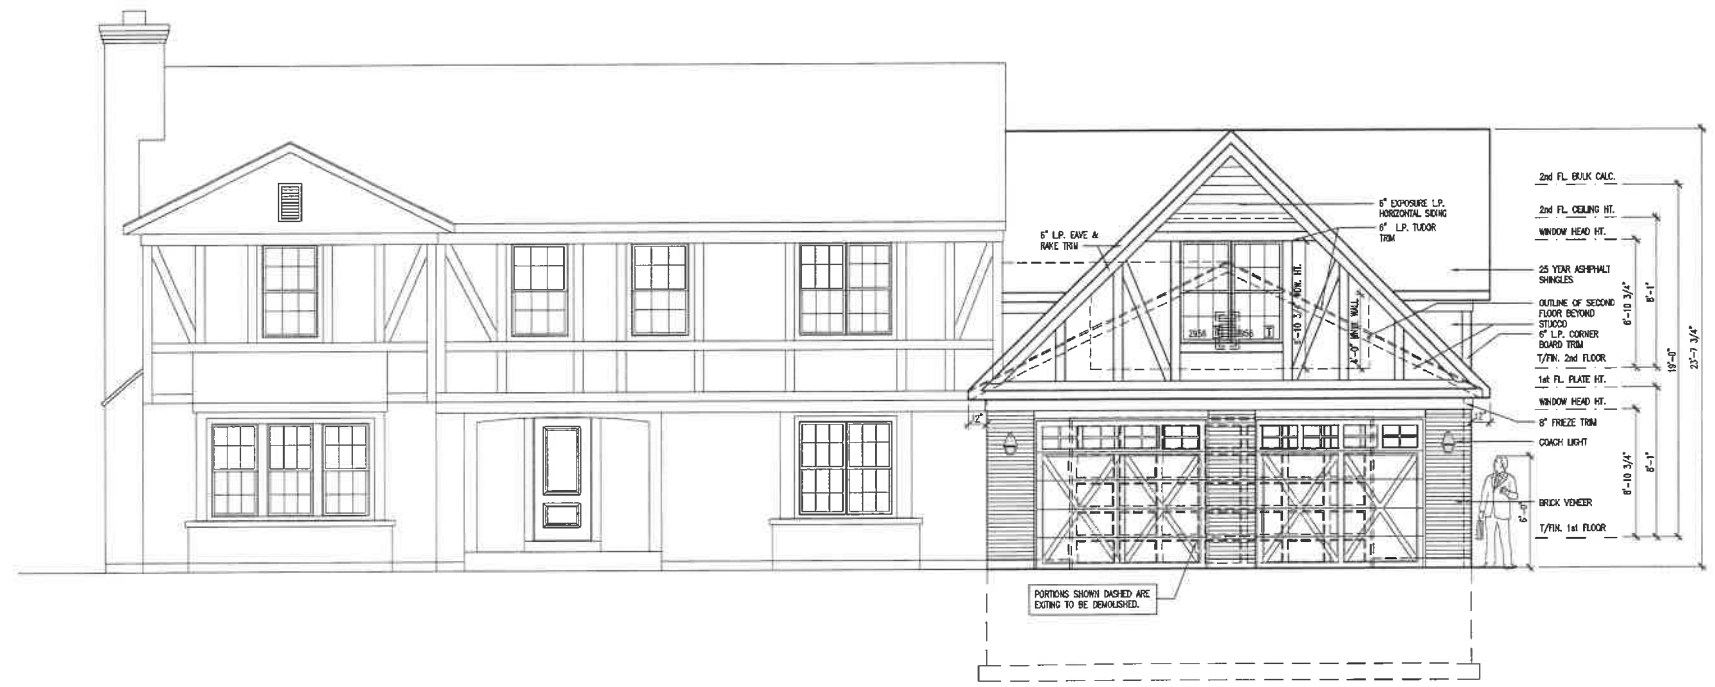 6" L.P. EAVE &
RAKE TRIM
6" EXPOSURE L.P.
HORIZONTAL SIDING
6" L.P. TUDOR
TRIM
2nd FL. BULK CALC.
2nd FL. CEILING HT.
WINDOW HEAD HT.
25 YEAR ASHPHALT
SHINGLES
OUTLINE OF SECOND
FLOOR BEYOND
STUCCO
6" L.P. CORNER
BOARD TRIM
T/FIN. 2nd FLOOR
1st FL. PLATE HT.
WINDOW HEAD HT.
8" FRIEZE TRIM
COACH LIGHT
BRICK VENEER
T/FIN. 1st FLOOR
6'-10 3/4"
8'-1"
19'-0"
23'-7 3/4"
6'-10 3/4"
8'-1"
6'-0"
12"
12"
2956
T
PORTIONS SHOWN DASHED ARE
EXITING TO BE DEMOLISHED.